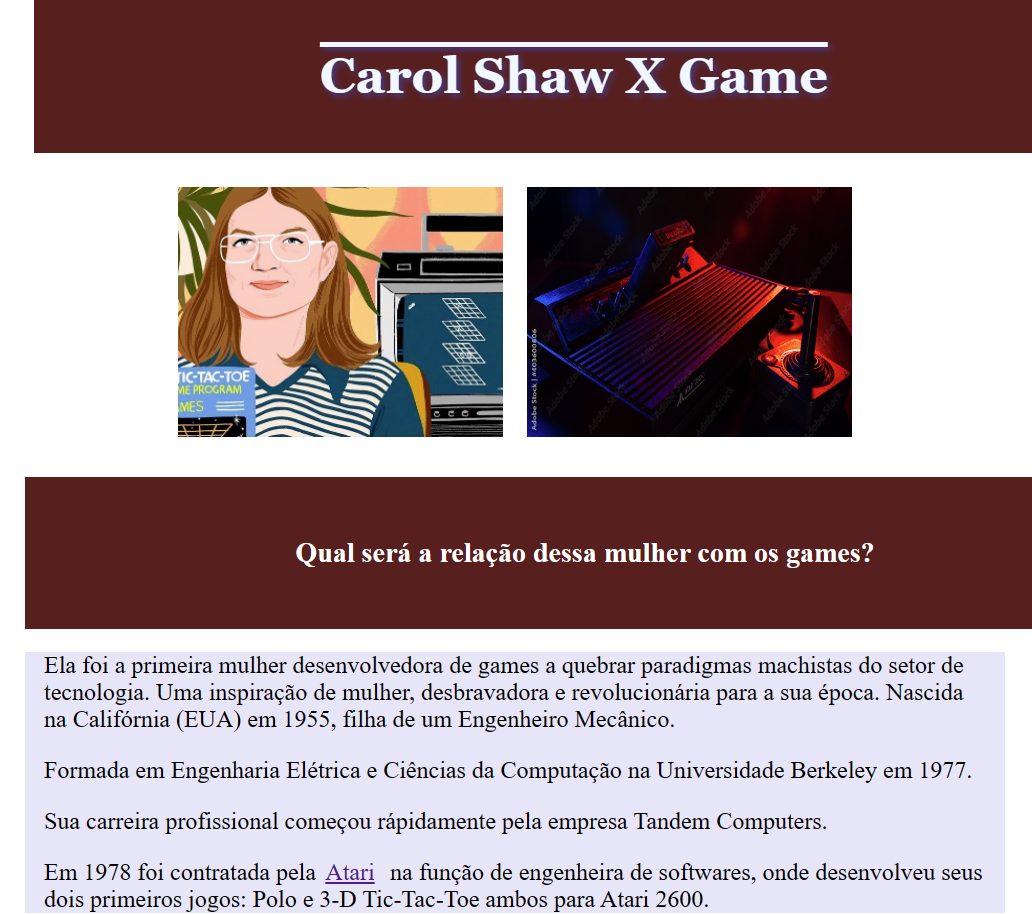 Carol Shaw X Game
TIC-TAC-TOE
ME PROGRAM
AMES
Adobe Stock | #403600806
Qual será a relação dessa mulher com os games?
Ela foi a primeira mulher desenvolvedora de games a quebrar paradigmas machistas do setor de
tecnologia. Uma inspiração de mulher, desbravadora e revolucionária para a sua época. Nascida
na Califórnia (EUA) em 1955, filha de um Engenheiro Mecânico.
Formada em Engenharia Elétrica e Ciências da Computação na Universidade Berkeley em 1977.
Sua carreira profissional começou rápidamente pela empresa Tandem Computers.
Em 1978 foi contratada pela Atari na função de engenheira de softwares, onde desenvolveu seus
dois primeiros jogos: Polo e 3-D Tic-Tac-Toe ambos para Atari 2600.